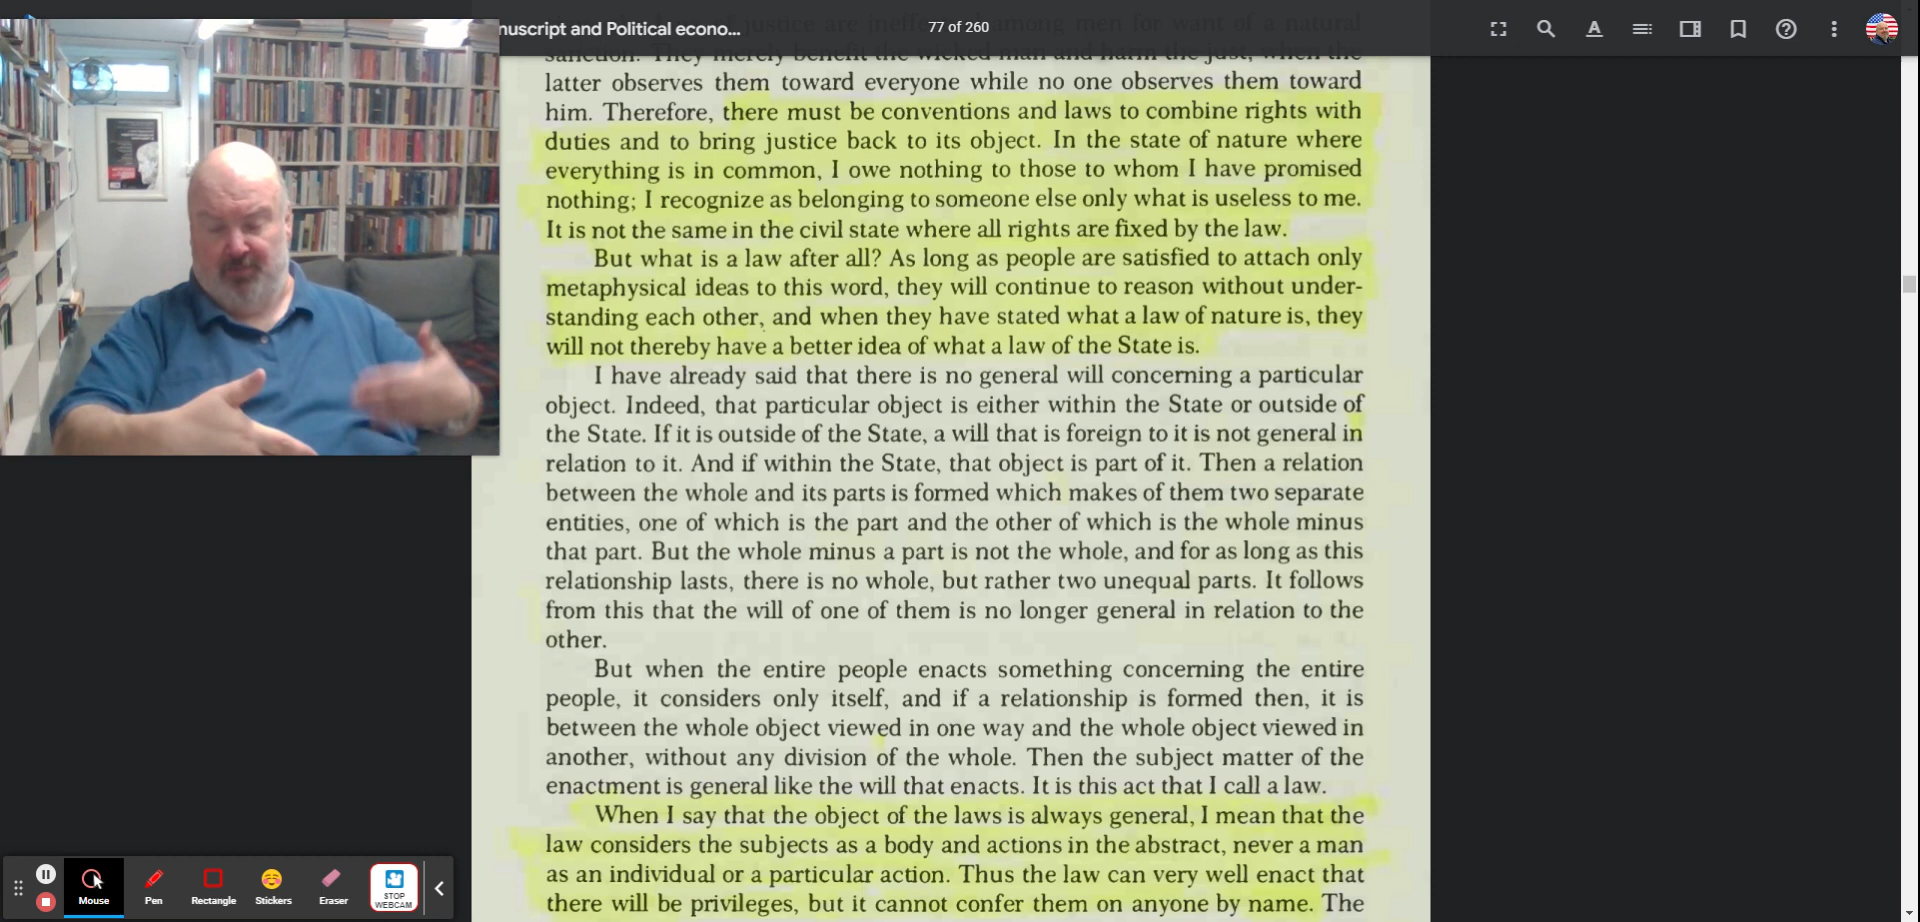 nuscript and Political econo...
77 of 260
justice are among men for want of a natural
sanction. They merely benefit the wicked man and harm the just, when the
latter observes them toward everyone while no one observes them toward
him. Therefore, there must be conventions and laws to combine rights with
duties and to bring justice back to its object. In the state of nature where
everything is in common, I owe nothing to those to whom I have promised
nothing; I recognize as belonging to someone else only what is useless to me.
It is not the same in the civil state where all rights are fixed by the law.
But what is a law after all? As long as people are satisfied to attach only
metaphysical ideas to this word, they will continue to reason without under-
standing each other, and when they have stated what a law of nature is, they
will not thereby have a better idea of what a law of the State is.
I have already said that there is no general will concerning a particular
object. Indeed, that particular object is either within the State or outside of
the State. If it is outside of the State, a will that is foreign to it is not general in
relation to it. And if within the State, that object is part of it. Then a relation
between the whole and its parts is formed which makes of them two separate
entities, one of which is the part and the other of which is the whole minus
that part. But the whole minus a part is not the whole, and for as long as this
relationship lasts, there is no whole, but rather two unequal parts. It follows
from this that the will of one of them is no longer general in relation to the
other.
But when the entire people enacts something concerning the entire
people, it considers only itself, and if a relationship is formed then, it is
between the whole object viewed in one way and the whole object viewed in
another, without any division of the whole. Then the subject matter of the
enactment is general like the will that enacts. It is this act that I call a law.
When I say that the object of the laws is always general, I mean that the
law considers the subjects as a body and actions in the abstract, never a man
as an individual or a particular action. Thus the law can very well enact that
there will be privileges, but it cannot confer them on anyone by name. The
Mouse
Pen
Rectangle
Stickers
Eraser
STOP
WEBCAM